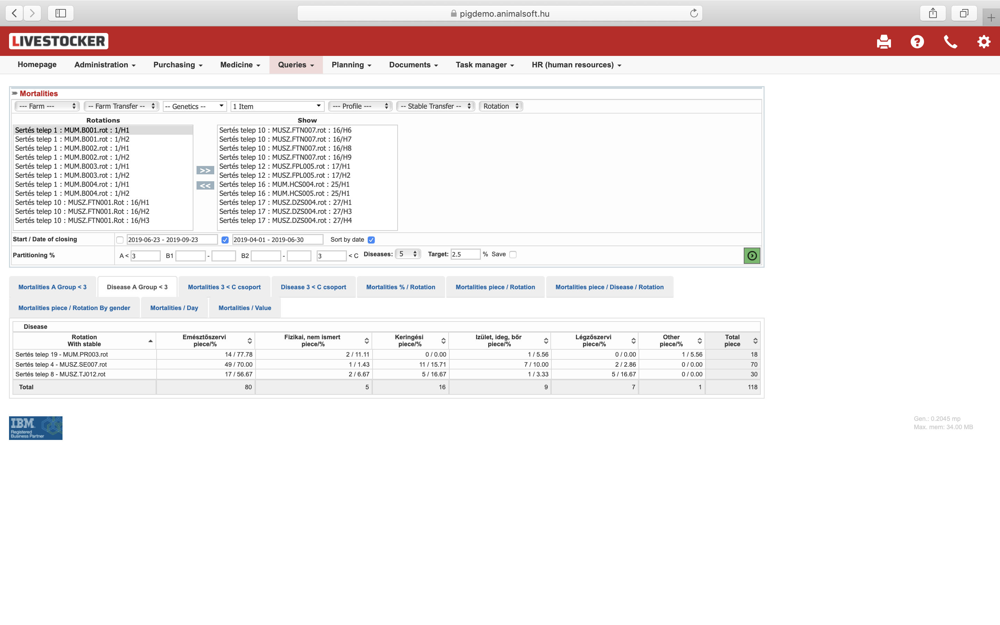 pigdemo.animalsoft.hu
LIVESTOCKER
Homepage Administration Purchasing Medicine Queries Planning Documents Task manager HR (human resources)
Mortalities
--- Farm --- -- Farm Transfer -- -- Genetics -- 1 Item --- Profile --- -- Stable Transfer -- Rotation
Rotations Show
Sertés telep 1 : MUM.B001.rot : 1/H1 Sertés telep 10 : MUSZ.FTN007.rot : 16/H6
Sertés telep 1 : MUM.B001.rot : 1/H2 Sertés telep 10 : MUSZ.FTN007.rot : 16/H7
Sertés telep 1 : MUM.B002.rot : 1/H1 Sertés telep 10 : MUSZ.FTN007.rot : 16/H8
Sertés telep 1 : MUM.B002.rot : 1/H2 Sertés telep 10 : MUSZ.FTN007.rot : 16/H9
Sertés telep 1 : MUM.B003.rot : 1/H1 >> Sertés telep 12 : MUSZ.FPL005.rot : 17/H1
Sertés telep 1 : MUM.B003.rot : 1/H2 Sertés telep 12 : MUSZ.FPL005.rot : 17/H2
Sertés telep 1 : MUM.B004.rot : 1/H1 << Sertés telep 16 : MUM.HCS004.rot : 25/H1
Sertés telep 1 : MUM.B004.rot : 1/H2 Sertés telep 16 : MUM.HCS005.rot : 25/H1
Sertés telep 10 : MUSZ.FTN001.Rot : 16/H1 Sertés telep 17 : MUSZ.DZS004.rot : 27/H1
Sertés telep 10 : MUSZ.FTN001.Rot : 16/H2 Sertés telep 17 : MUSZ.DZS004.rot : 27/H3
Sertés telep 10 : MUSZ.FTN001.Rot : 16/H3 Sertés telep 17 : MUSZ.DZS004.rot : 27/H4
Start / Date of closing 2019-06-23 - 2019-09-23 2019-04-01 - 2019-06-30 Sort by date
Partitioning % A < 3 B1 - B2 - 3 < C Diseases: 5 Target: 2.5 % Save
Mortalities A Group < 3 Disease A Group < 3 Mortalities 3 < C csoport Disease 3 < C csoport Mortalities % / Rotation Mortalities piece / Rotation Mortalities piece / Disease / Rotation
Mortalities piece / Rotation By gender Mortalities / Day Mortalities / Value
Disease
Rotation Emésztőszervi Fizikai, nem ismert Keringési Izület, ideg, bőr Légzőszervi Other Total
With stable piece/% piece/% piece/% piece/% piece/% piece/% piece
Sertés telep 19 - MUM.PR003.rot 14 / 77.78 2 / 11.11 0 / 0.00 1 / 5.56 0 / 0.00 1 / 5.56 18
Sertés telep 4 - MUSZ.SE007.rot 49 / 70.00 1 / 1.43 11 / 15.71 7 / 10.00 2 / 2.86 0 / 0.00 70
Sertés telep 8 - MUSZ.TJ012.rot 17 / 56.67 2 / 6.67 5 / 16.67 1 / 3.33 5 / 16.67 0 / 0.00 30
Total 80 5 16 9 7 1 118
IBM
Registered
Business Partner
Gen.: 0.2045 mp
Max. mem: 34.00 MB